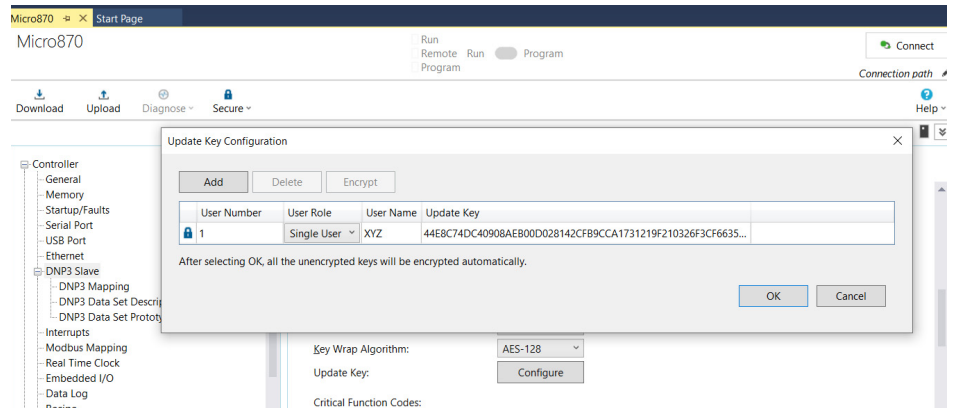 Micro870
Start Page
Micro870
Run
Remote Run Program
Program
Connect
Connection path
Download Upload Diagnose Secure
Help
Update Key Configuration
Add Delete Encrypt
User Number User Role User Name Update Key
1 Single User XYZ 44E8C74DC40908AEB00D028142CFB9CCA1731219F210326F3CF6635...
After selecting OK, all the unencrypted keys will be encrypted automatically.
OK Cancel
Controller
General
Memory
Startup/Faults
Serial Port
USB Port
Ethernet
DNP3 Slave
DNP3 Mapping
DNP3 Data Set Descrip
DNP3 Data Set Prototy
Interrupts
Modbus Mapping
Real Time Clock
Embedded I/O
Data Log
Key Wrap Algorithm: AES-128
Update Key: Configure
Critical Function Codes: